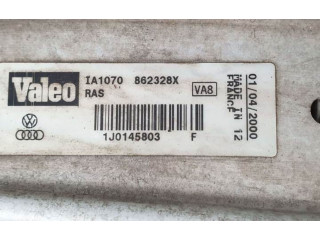 Valeo
IA1070 862328X
RAS
VA8
1J0145803 F
01/04/2000
MADE IN 12
FRANCE